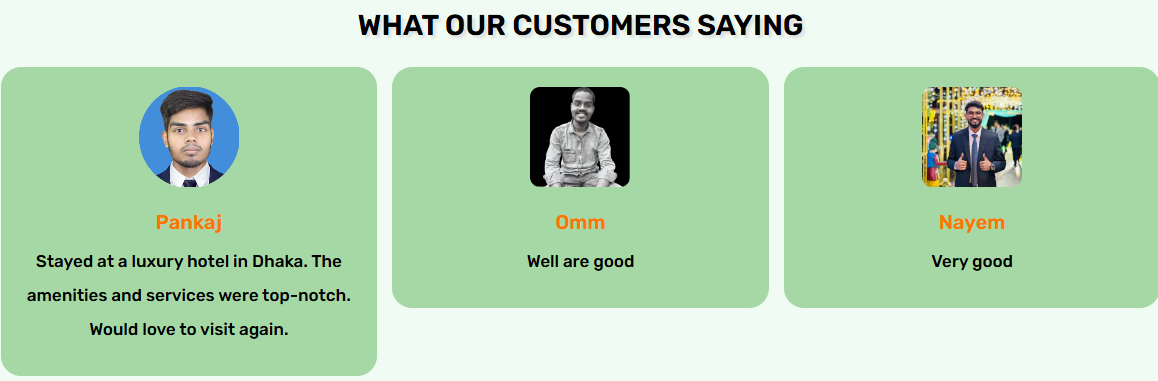 WHAT OUR CUSTOMERS SAYING
Pankaj
Stayed at a luxury hotel in Dhaka. The
amenities and services were top-notch.
Would love to visit again.
Omm
Well are good
Nayem
Very good